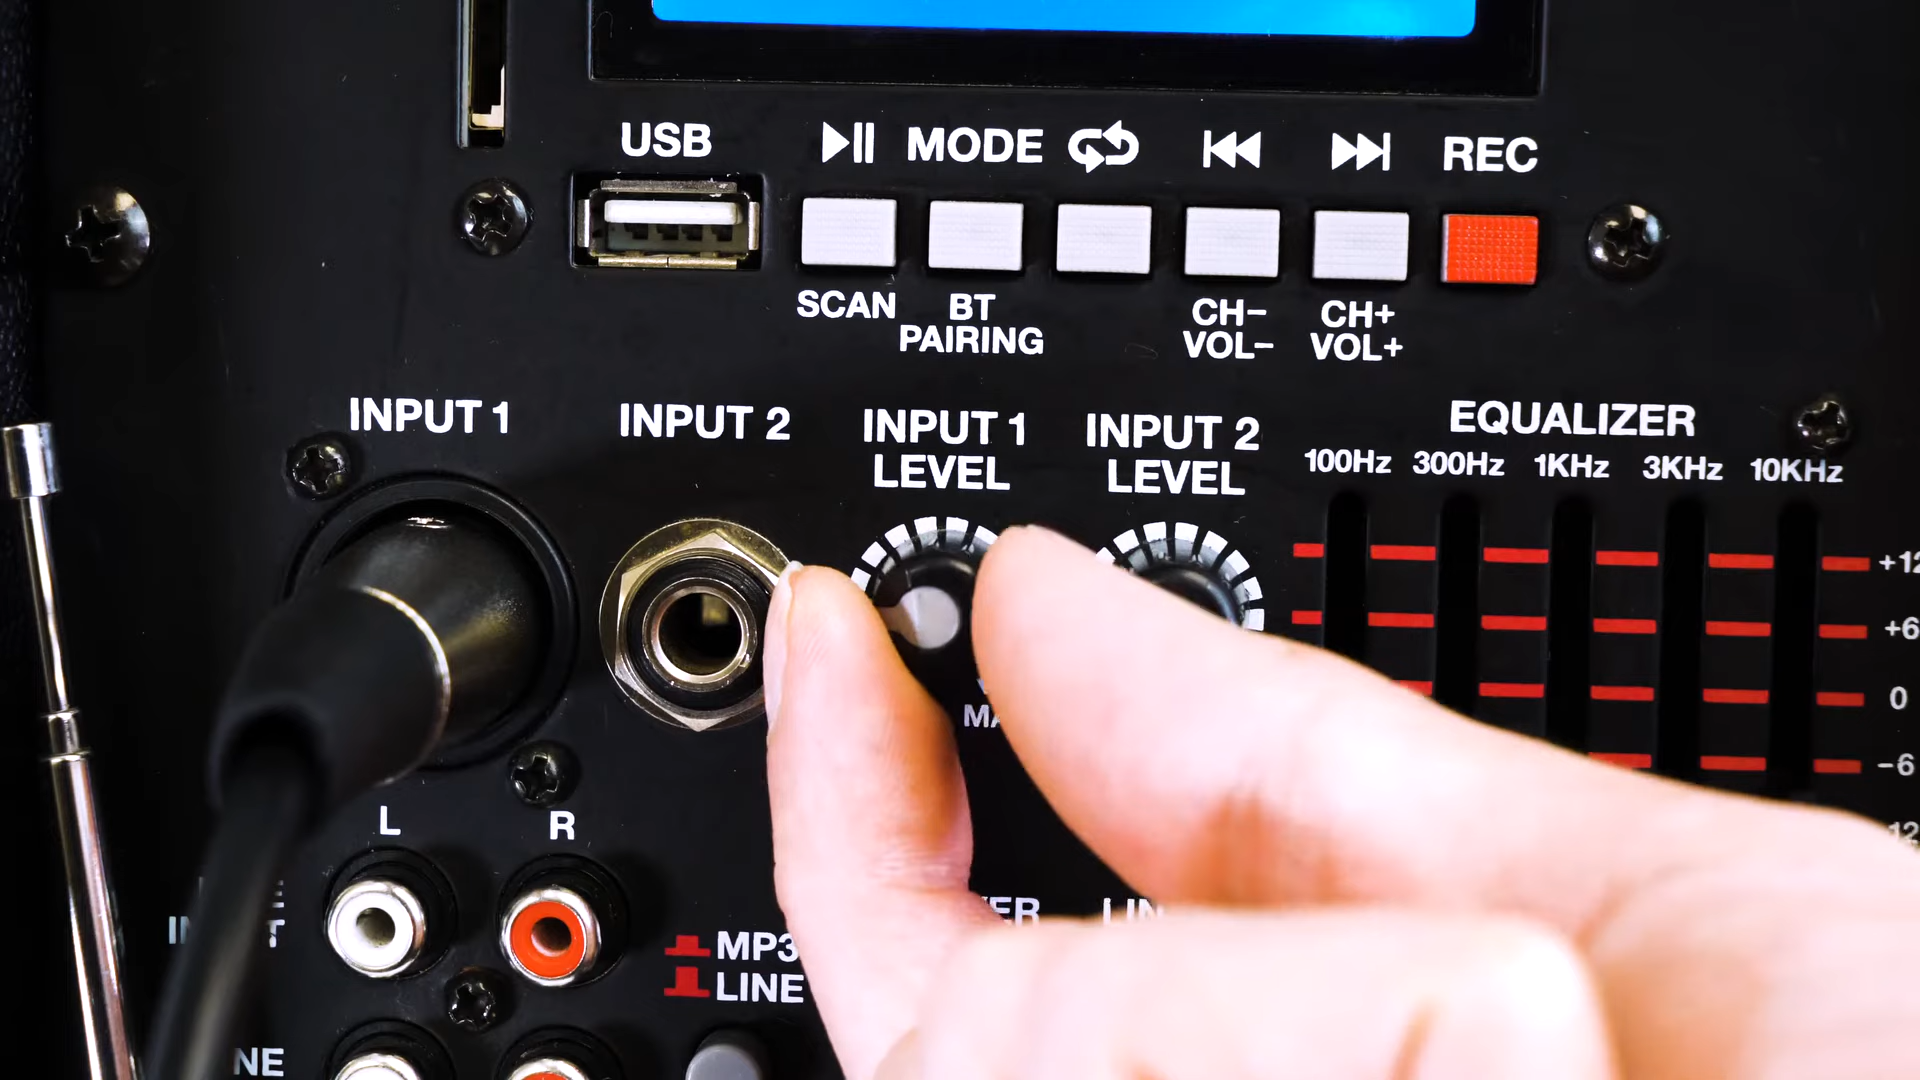 USB
MODE
REC
SCAN
BT
PAIRING
CH-
VOL-
CH+
VOL+
INPUT 1
INPUT 2
INPUT 1
LEVEL
INPUT 2
LEVEL
EQUALIZER
100Hz 300Hz 1KHz 3KHz 10KHz
+12
+6
0
-6
L
R
MP3
LINE